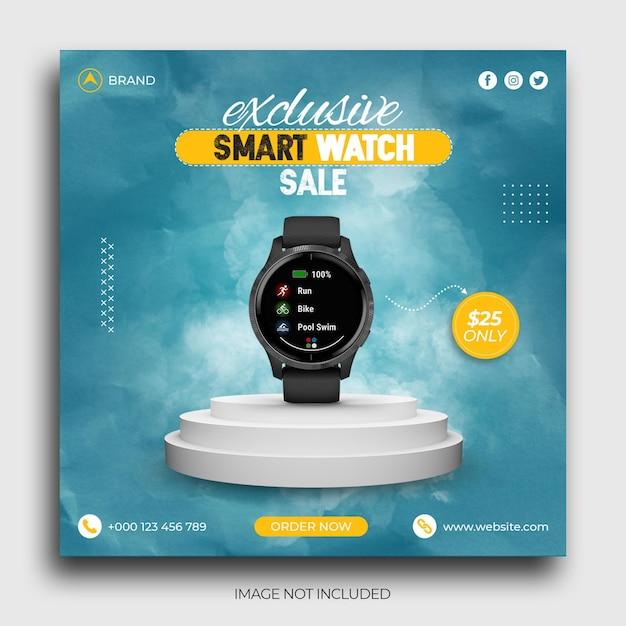 BRAND
exclusive
SMART WATCH
SALE
100%
Run
Bike
Pool Swim
$25
ONLY
+000 123 456 789
ORDER NOW
www.website.com
IMAGE NOT INCLUDED